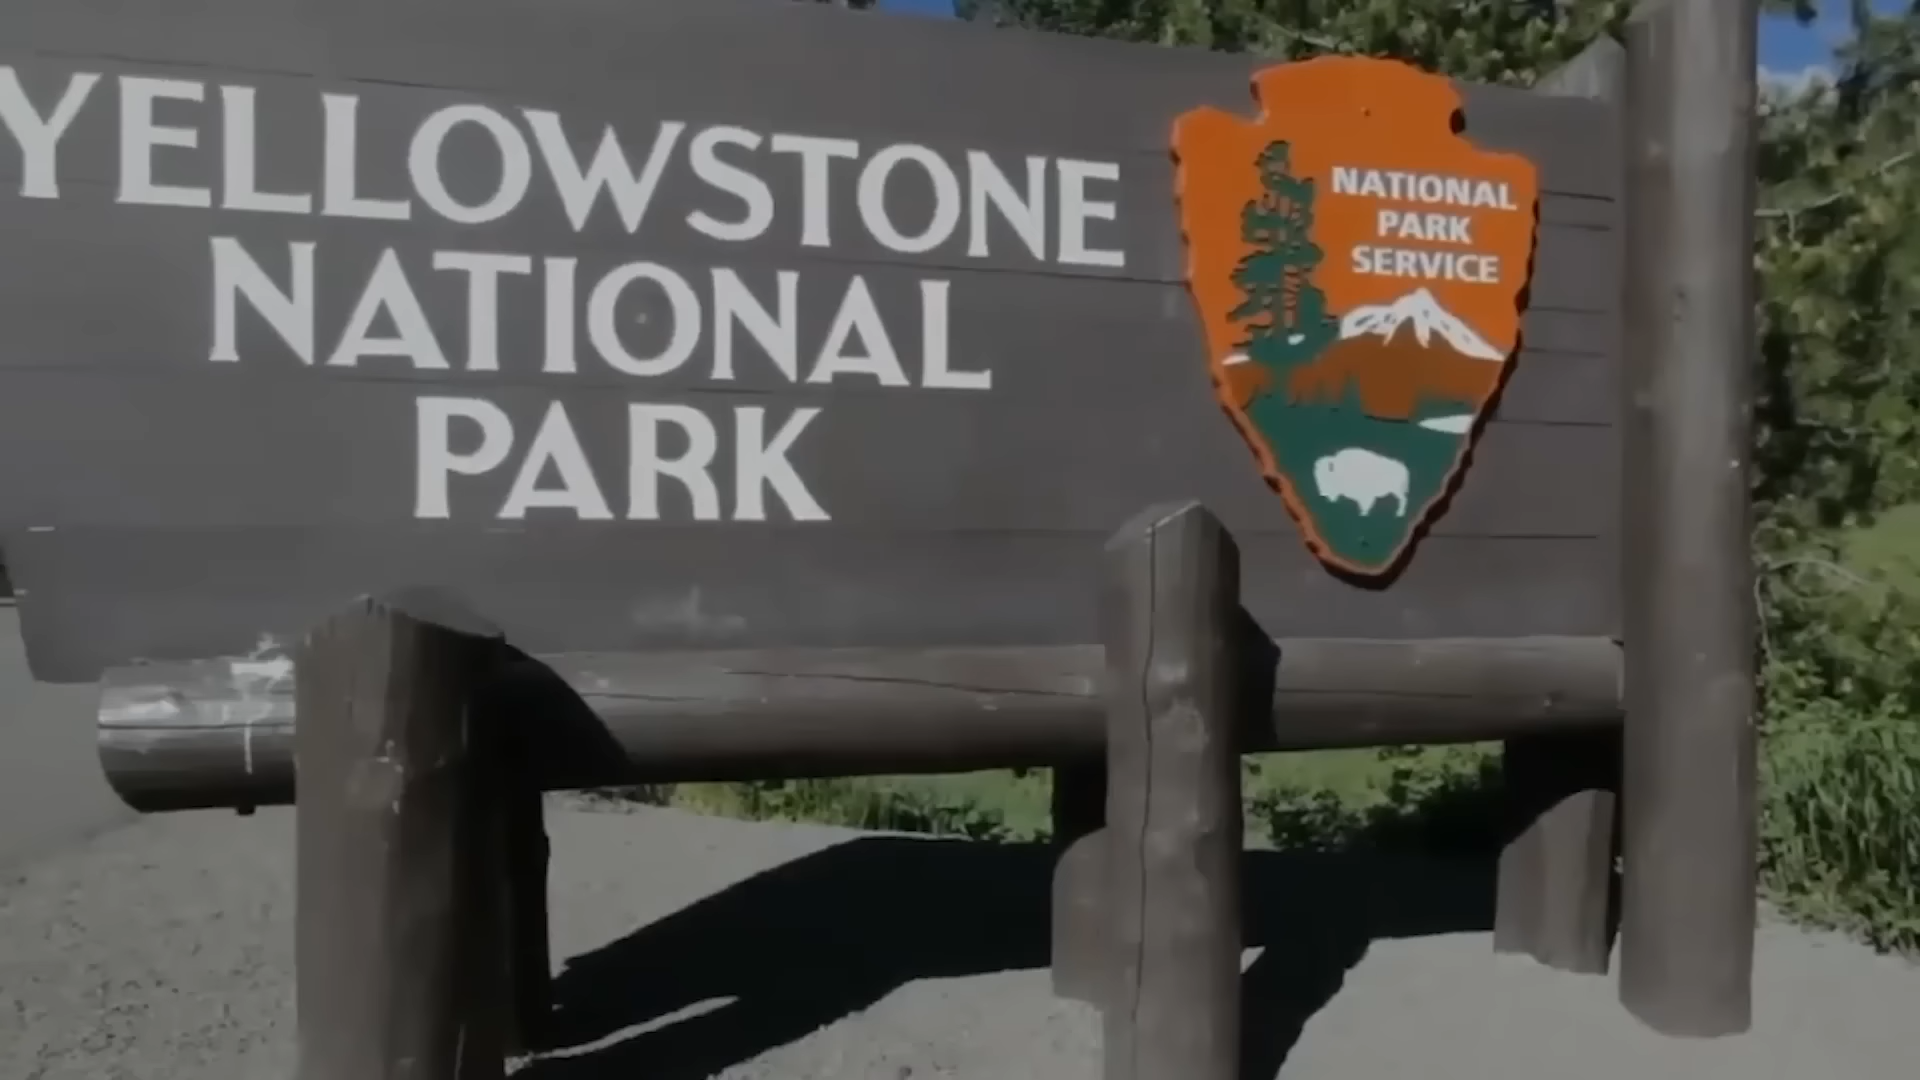 YELLOWSTONE
NATIONAL
PARK
NATIONAL
PARK
SERVICE